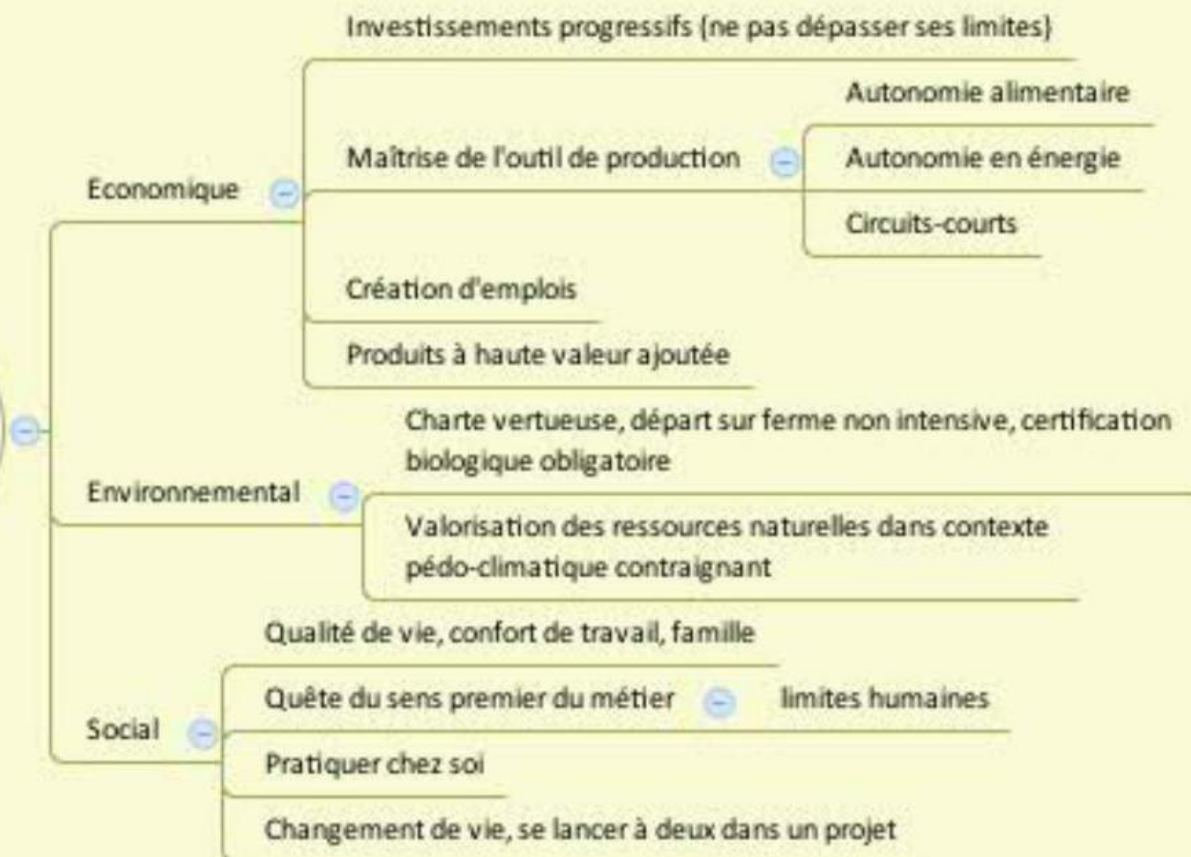 Investissements progressifs (ne pas dépasser ses limites)
Economique
Maîtrise de l'outil de production
Autonomie alimentaire
Autonomie en énergie
Circuits-courts
Création d'emplois
Produits à haute valeur ajoutée
Environnemental
Charte vertueuse, départ sur ferme non intensive, certification
biologique obligatoire
Valorisation des ressources naturelles dans contexte
pédo-climatique contraignant
Social
Qualité de vie, confort de travail, famille
Quête du sens premier du métier
limites humaines
Pratiquer chez soi
Changement de vie, se lancer à deux dans un projet